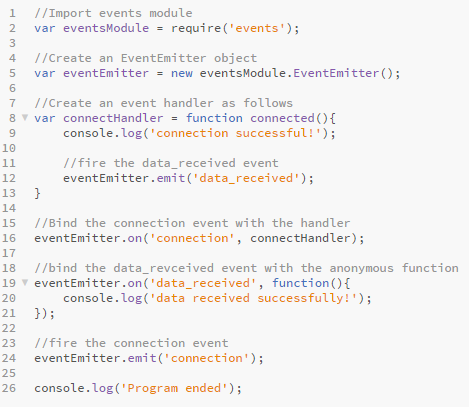 1 //Import events module
2 var eventsModule = require('events');
3
4 //Create an EventEmitter object
5 var eventEmitter = new eventsModule.EventEmitter();
6
7 //Create an event handler as follows
8 var connectHandler = function connected(){
9     console.log('connection successful!');
10
11     //fire the data_received event
12     eventEmitter.emit('data_received');
13 }
14
15 //Bind the connection event with the handler
16 eventEmitter.on('connection', connectHandler);
17
18 //bind the data_revceived event with the anonymous function
19 eventEmitter.on('data_received', function(){
20     console.log('data received successfully!');
21 });
22
23 //fire the connection event
24 eventEmitter.emit('connection');
25
26 console.log('Program ended');